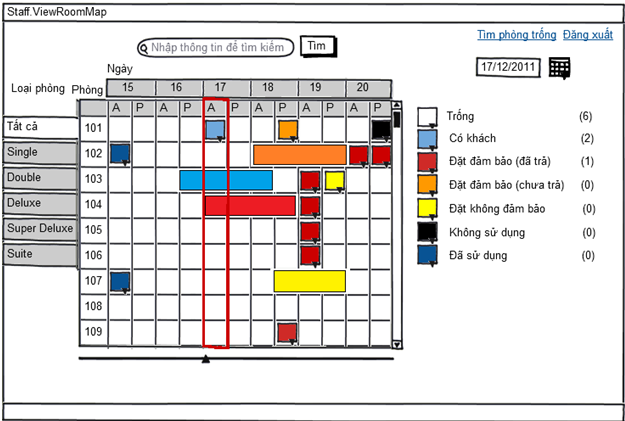 Staff.ViewRoomMap
Tìm phòng trống Đăng xuất
Nhập thông tin để tìm kiếm Tìm
17/12/2011
Ngày
Loại phòng Phòng 15 16 17 18 19 20
A P A P A P A P A P A P
Tất cả 101
Single 102
Double 103
Deluxe 104
Super Deluxe 105
Suite 106
107
108
109
Trống (6)
Có khách (2)
Đặt đảm bảo (đã trả) (1)
Đặt đảm bảo (chưa trả) (0)
Đặt không đảm bảo (0)
Không sử dụng (0)
Đã sử dụng (0)